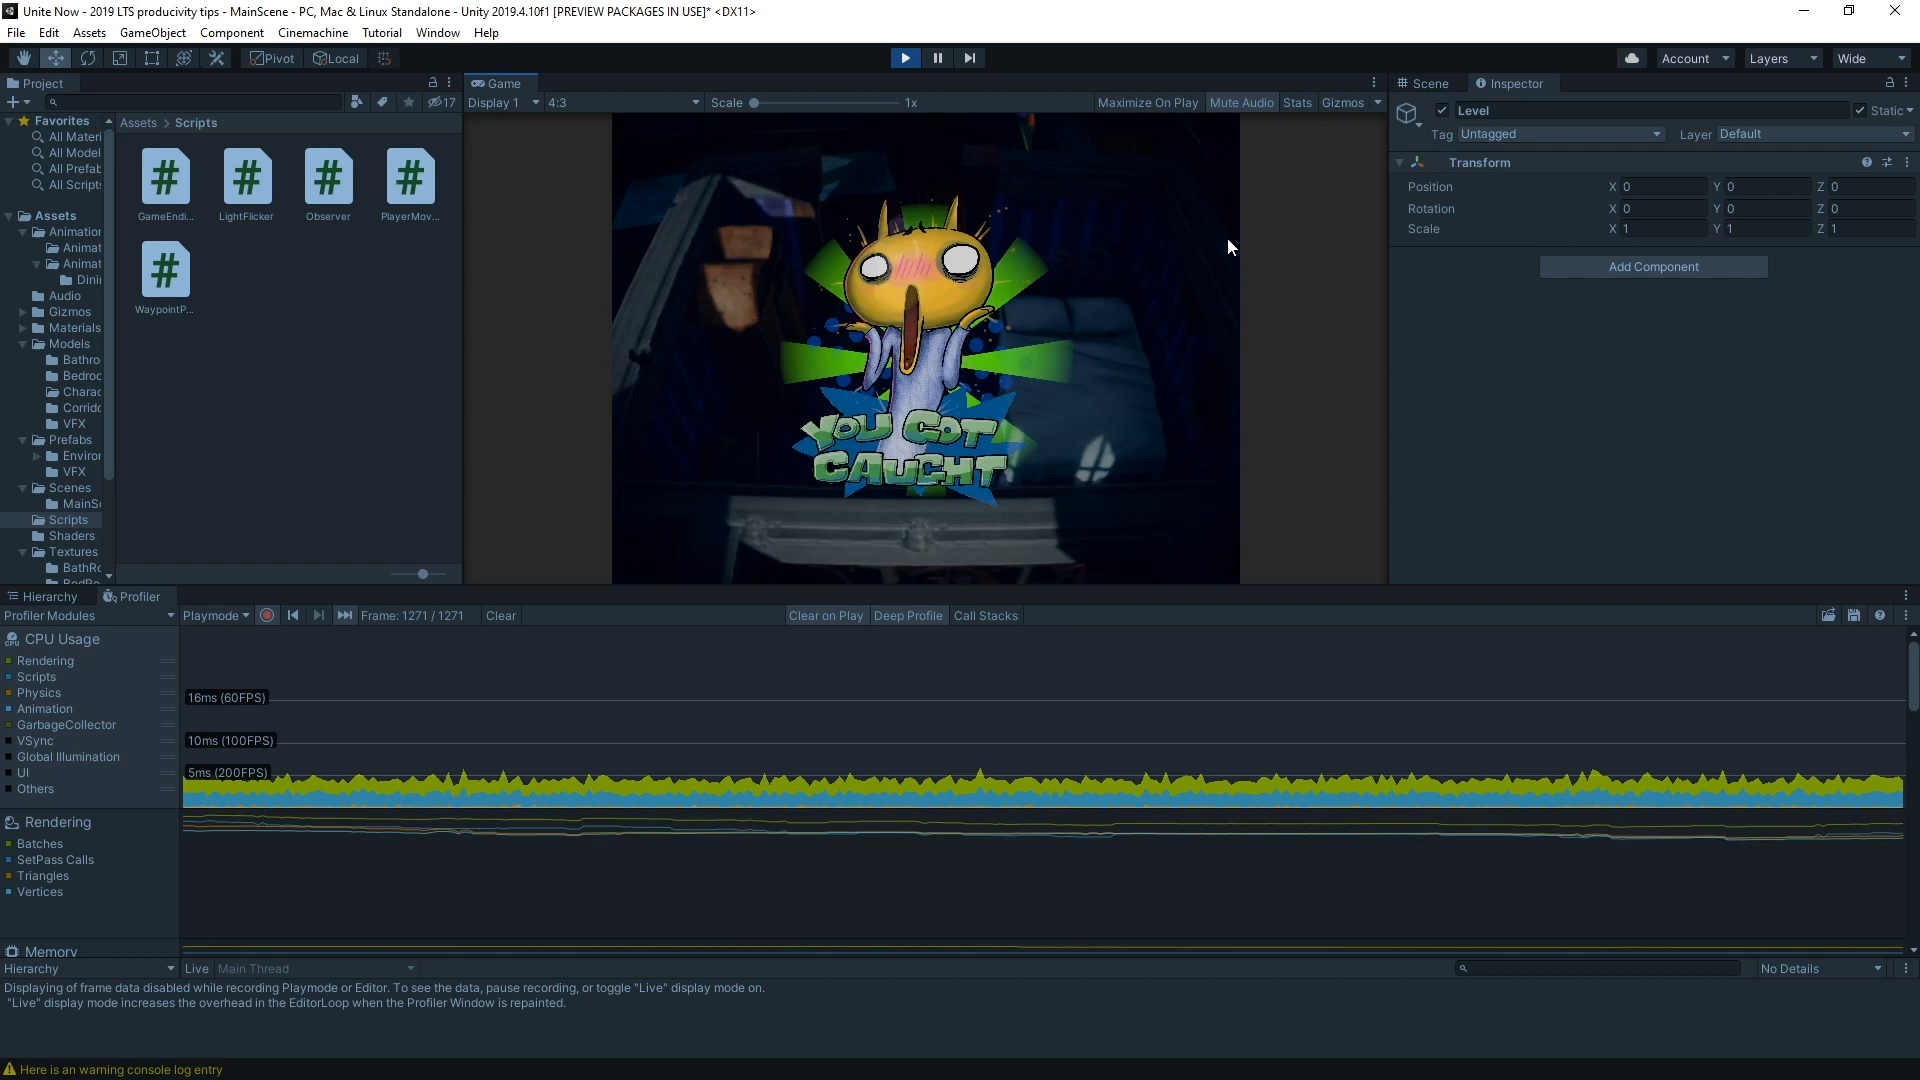 Unite Now - 2019 LTS producivity tips - MainScene - PC, Mac & Linux Standalone - Unity 2019.4.10f1 [PREVIEW PACKAGES IN USE]* <DX11>
File Edit Assets GameObject Component Cinemachine Tutorial Window Help
Pivot Local Account Layers Wide
Project
17
Favorites
All Materi
All Model
All Prefab
All Scripts
Assets
Animation
Animat
Animat
Dini
Audio
Gizmos
Materials
Models
Bathro
Bedroo
Charac
Corrido
VFX
Prefabs
Environ
VFX
Scenes
MainSc
Scripts
Shaders
Textures
BathRo
BedRo
Assets > Scripts
GameEndi... LightFlicker Observer PlayerMov...
WaypointP...
Game
Display 1 4:3 Scale 1x Maximize On Play Mute Audio Stats Gizmos
YOU GOT
CAUGHT
Scene Inspector
Level Static
Tag Untagged Layer Default
Transform
Position X 0 Y 0 Z 0
Rotation X 0 Y 0 Z 0
Scale X 1 Y 1 Z 1
Add Component
Hierarchy Profiler
Profiler Modules Playmode Frame: 1271 / 1271 Clear Clear on Play Deep Profile Call Stacks
CPU Usage
Rendering
Scripts
Physics
Animation
GarbageCollector
VSync
Global Illumination
UI
Others
16ms (60FPS)
10ms (100FPS)
5ms (200FPS)
Rendering
Batches
SetPass Calls
Triangles
Vertices
Memory
Hierarchy Live Main Thread No Details
Displaying of frame data disabled while recording Playmode or Editor. To see the data, pause recording, or toggle "Live" display mode on.
"Live" display mode increases the overhead in the EditorLoop when the Profiler Window is repainted.
Here is an warning console log entry